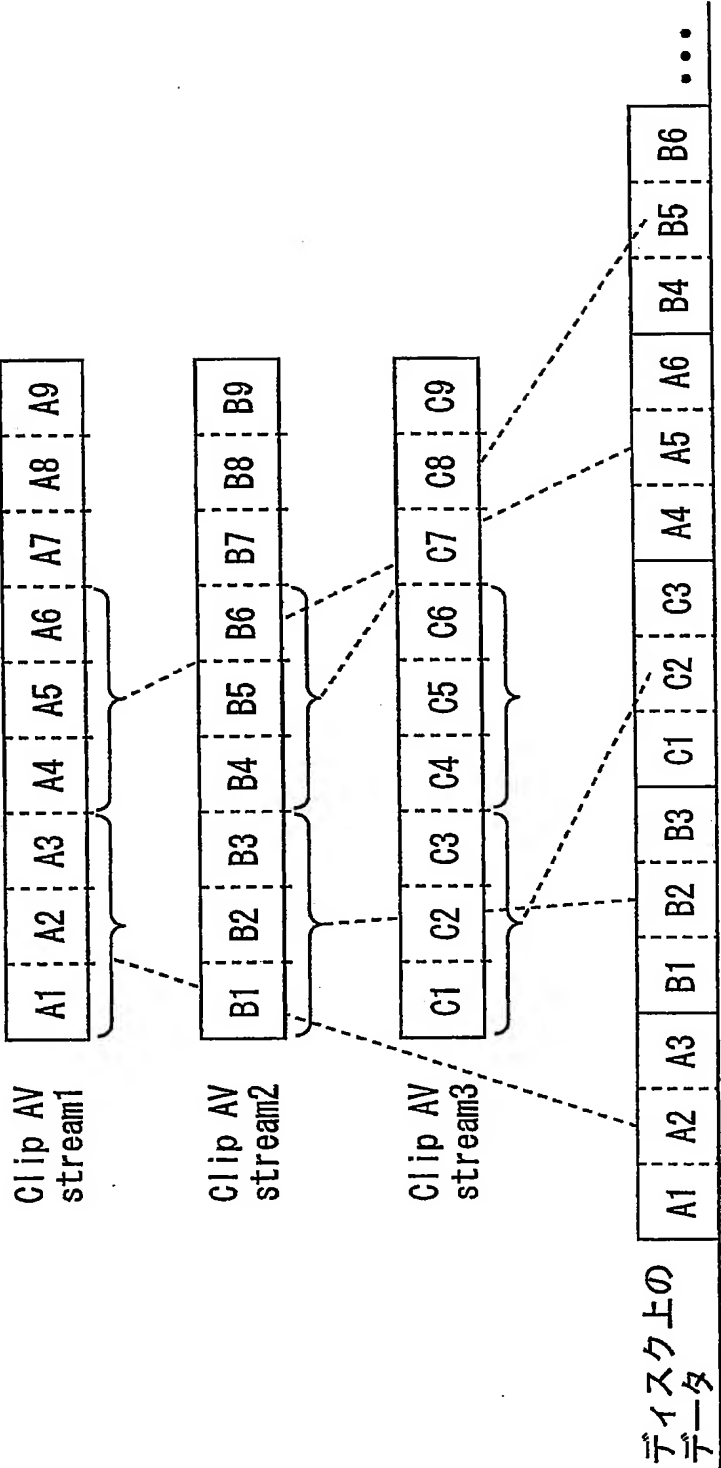 Clip AV
stream1
A1 A2 A3 A4 A5 A6 A7 A8 A9
Clip AV
stream2
B1 B2 B3 B4 B5 B6 B7 B8 B9
Clip AV
stream3
C1 C2 C3 C4 C5 C6 C7 C8 C9
ディスク上の
データ
A1 A2 A3 B1 B2 B3 C1 C2 C3 A4 A5 A6 B4 B5 B6 ・・・